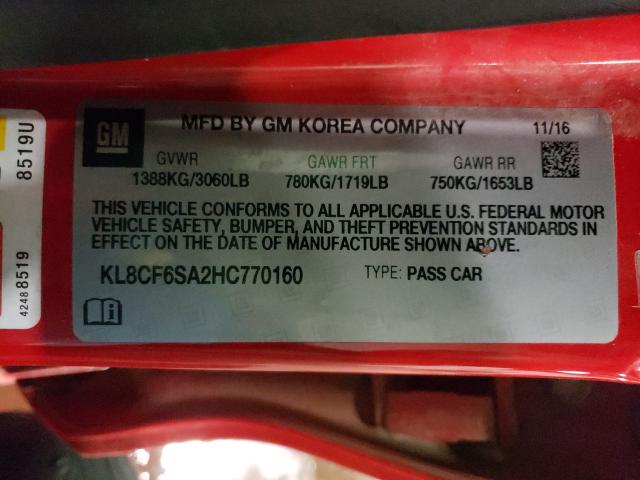 GM
MFD BY GM KOREA COMPANY 11/16
GVWR GAWR FRT GAWR RR
1388KG/3060LB 780KG/1719LB 750KG/1653LB
THIS VEHICLE CONFORMS TO ALL APPLICABLE U.S. FEDERAL MOTOR
VEHICLE SAFETY, BUMPER, AND THEFT PREVENTION STANDARDS IN
EFFECT ON THE DATE OF MANUFACTURE SHOWN ABOVE.
KL8CF6SA2HC770160 TYPE: PASS CAR
i
8519U
42488519